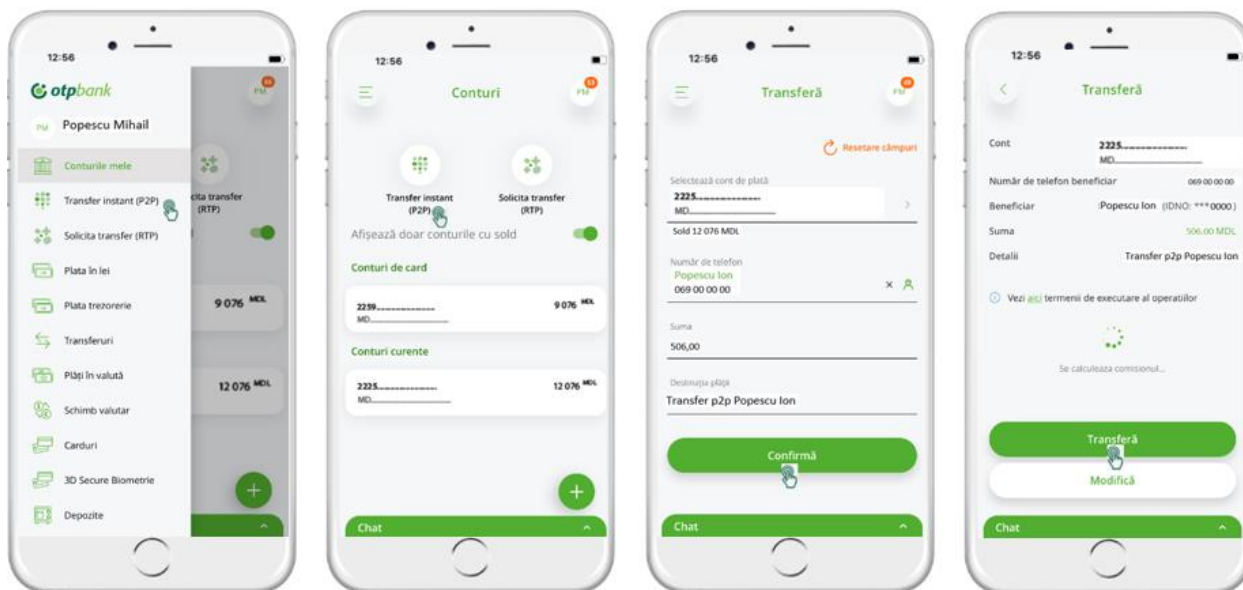 12:56
otpbank
PM
Popescu Mihail
PM
Conturile mele
Transfer instant (P2P)
Solicita transfer (RTP)
cita transfer
(RTP)
Plata în lei
Plata trezorerie
9 076 MDL
Transferuri
Plăți în valută
12 076 MDL
Schimb valutar
Carduri
3D Secure Biometrie
+
Depozite
12:56
Conturi
53
PM
Transfer instant
(P2P)
Solicita transfer
(RTP)
Afișează doar conturile cu sold
Conturi de card
2259
9 076 MDL
MD
Conturi curente
2225
12 076 MDL
MD
+
Chat
12:56
Transferă
PM
Resetare câmpuri
Selectează cont de plată
2225
MD
Sold 12 076 MDL
Număr de telefon
Popescu Ion
069 00 00 00
Suma
506,00
Destinația plății
Transfer p2p Popescu Ion
Confirmă
Chat
12:56
Transferă
Cont 2225
MD
Număr de telefon beneficiar 069 00 00 00
Beneficiar Popescu Ion (IDNO: ***0000)
Suma 506.00 MDL
Detalii Transfer p2p Popescu Ion
Vezi aici termenii de executare al operatiilor
Se calculeaza comisionul...
Transferă
Modifică
Chat